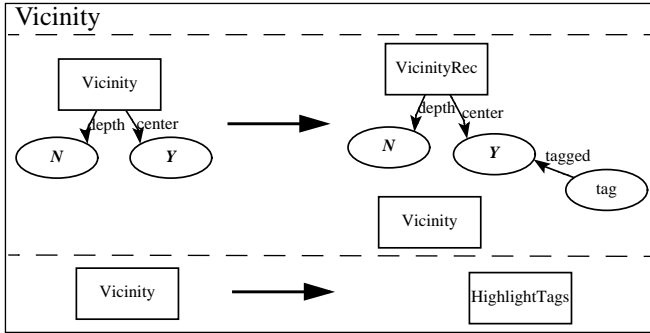 Vicinity
Vicinity
VicinityRec
depth
center
depth
center
N
Y
N
Y
tagged
tag
Vicinity
Vicinity
HighlightTags